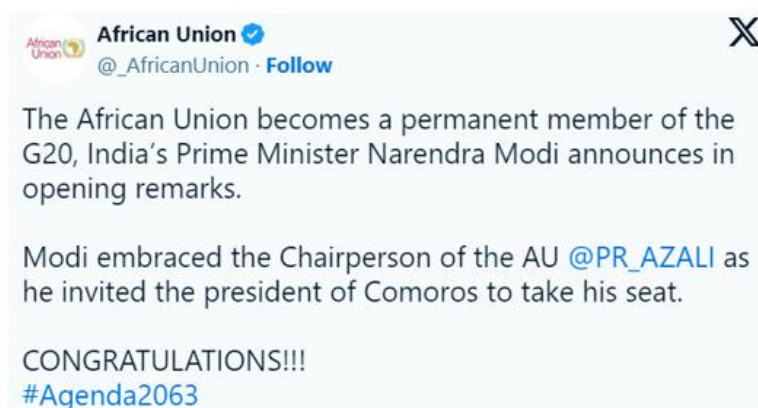 African Union
African Union
@_AfricanUnion · Follow
X
The African Union becomes a permanent member of the
G20, India’s Prime Minister Narendra Modi announces in
opening remarks.
Modi embraced the Chairperson of the AU @PR_AZALI as
he invited the president of Comoros to take his seat.
CONGRATULATIONS!!!
#Agenda2063